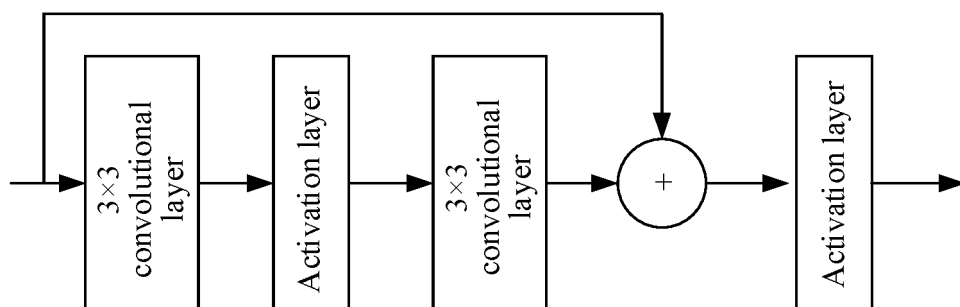 3×3
convolutional
layer
Activation layer
3×3
convolutional
layer
+
Activation layer